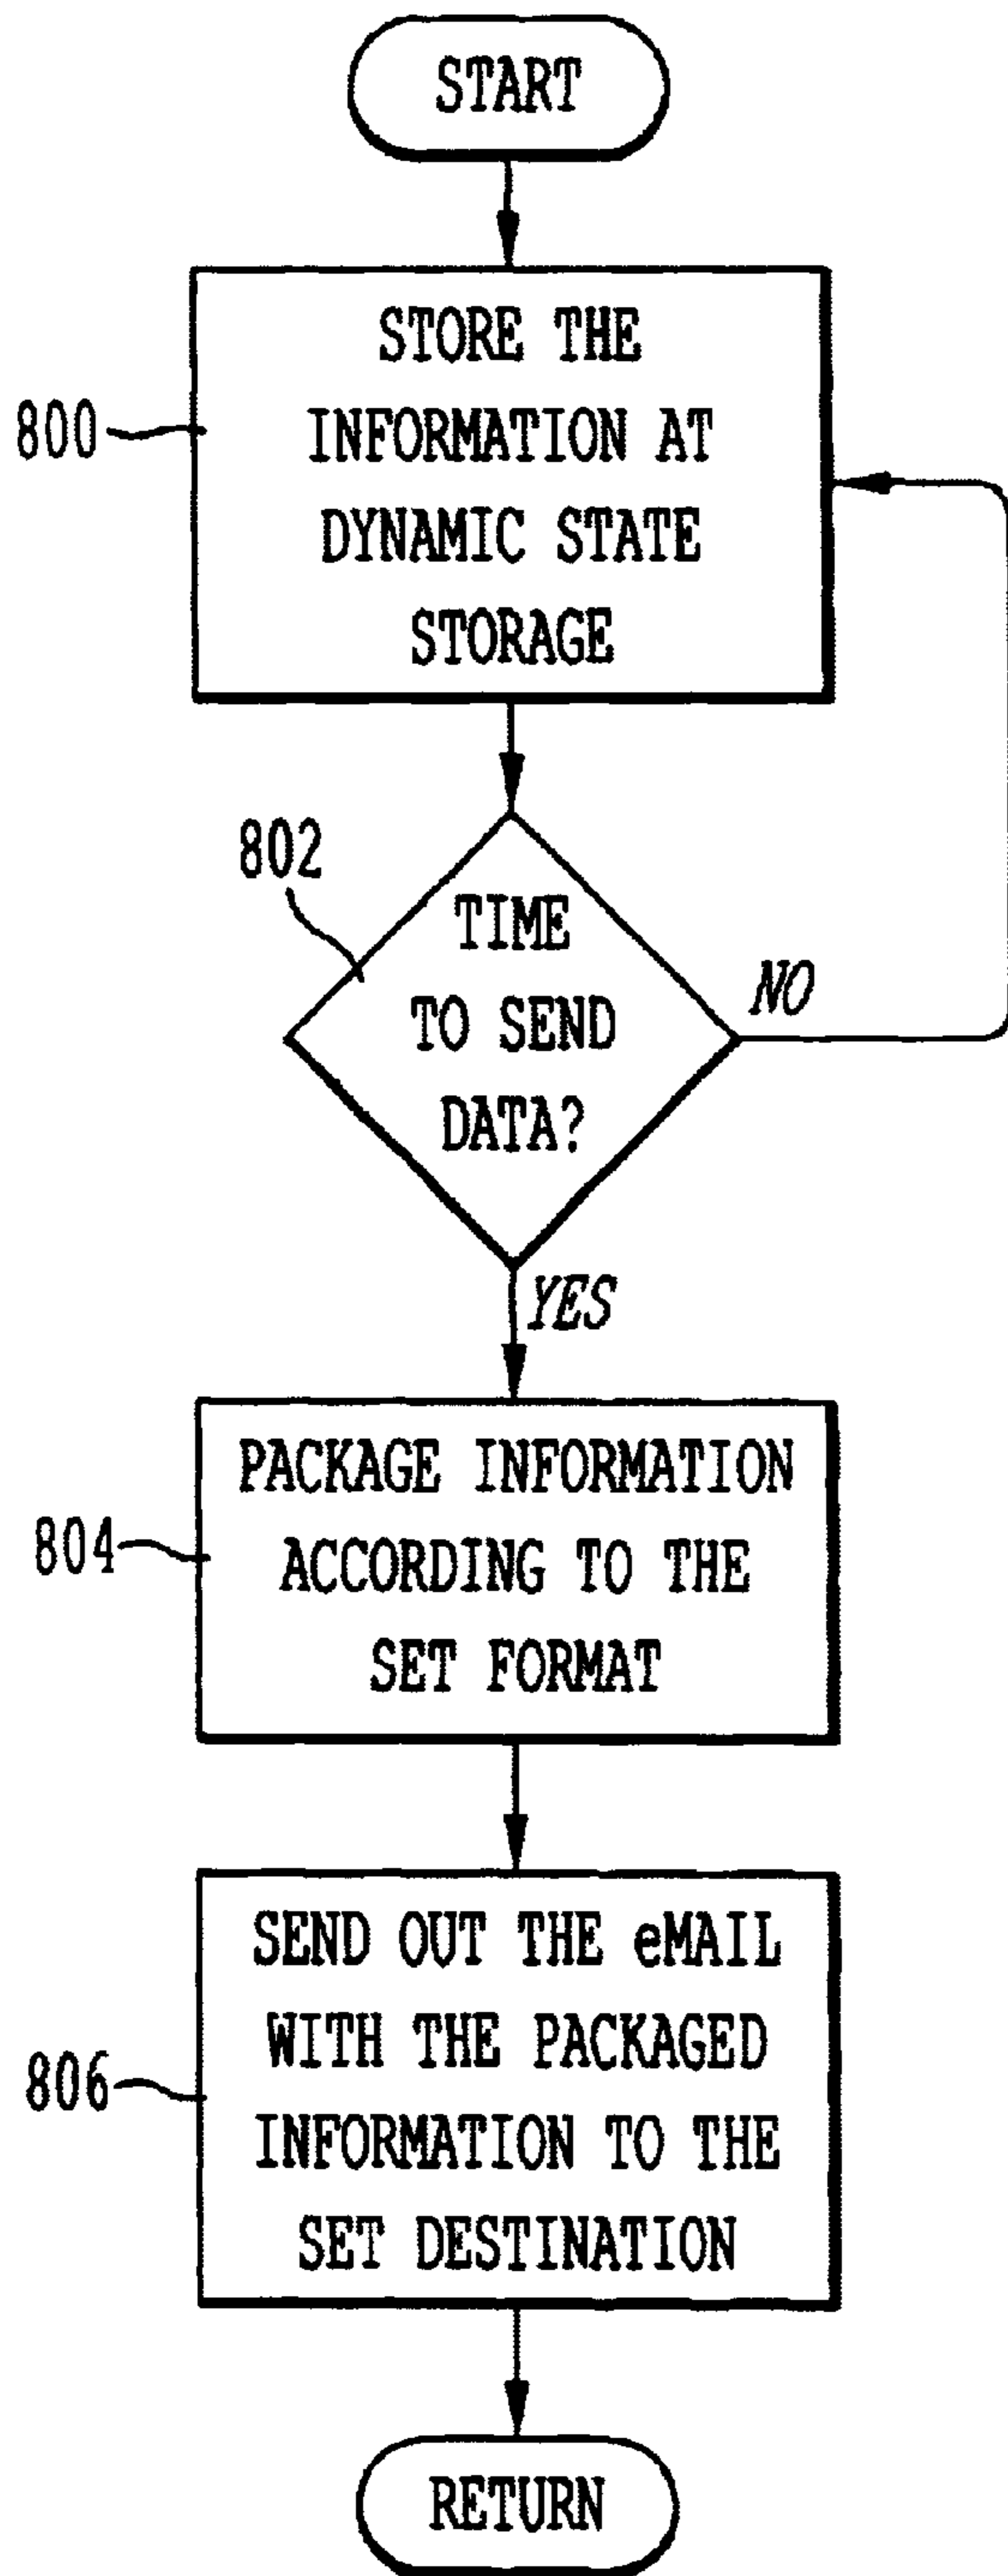 START
STORE THE
INFORMATION AT
DYNAMIC STATE
STORAGE
800
802
TIME
TO SEND
DATA?
NO
YES
PACKAGE INFORMATION
ACCORDING TO THE
SET FORMAT
804
SEND OUT THE eMAIL
WITH THE PACKAGED
INFORMATION TO THE
SET DESTINATION
806
RETURN